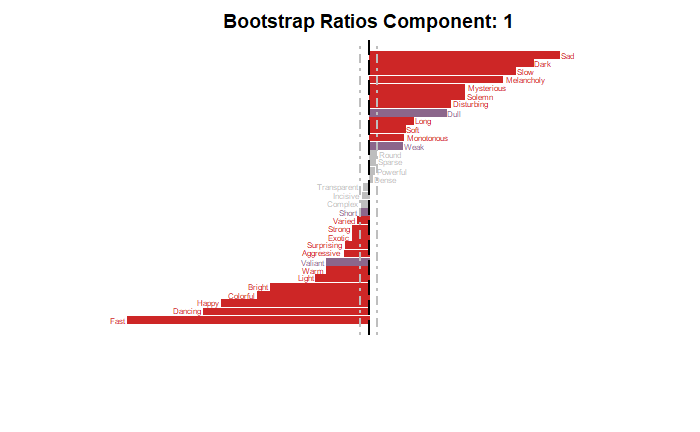 Bootstrap Ratios Component: 1
Sad
Dark
Slow
Melancholy
Mysterious
Solemn
Disturbing
Dull
Long
Soft
Monotonous
Weak
Round
Sparse
Powerful
Dense
Transparent
Incisive
Complex
Short
Varied
Strong
Exotic
Surprising
Aggressive
Valiant
Warm
Light
Bright
Colorful
Happy
Dancing
Fast